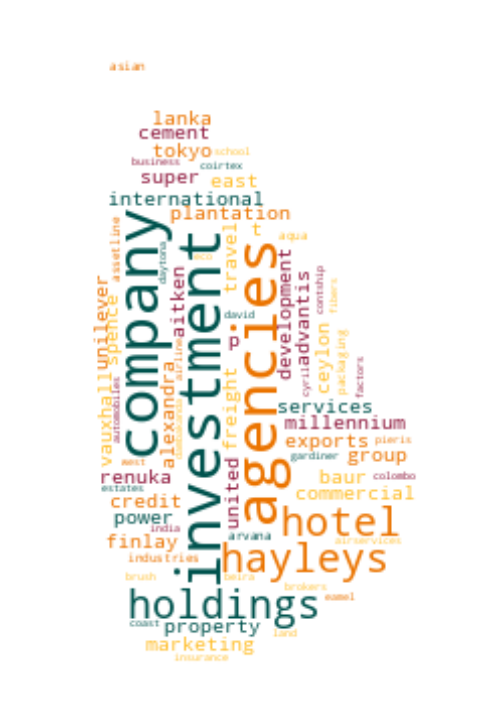 asian
lanka
cement
tokyo
school
business
coirtex
super
east
international
plantation
t
travel
aqua
assetline
company
daytona
eco
investment
agencies
aitken
development
advantis
contship
unilever
spence
fibers
david
p
ceylon
packaging
cyril
factors
airline
alexandra
freight
vauxhall
automobiles
services
millennium
exports
pieris
west
gardiner
group
renuka
united
baur
colombo
estates
commercial
credit
power
hotel
india
arvana
finlay
airservices
industries
hayleys
brush
beira
brokers
holdings
eamel
coast
property
land
marketing
insurance